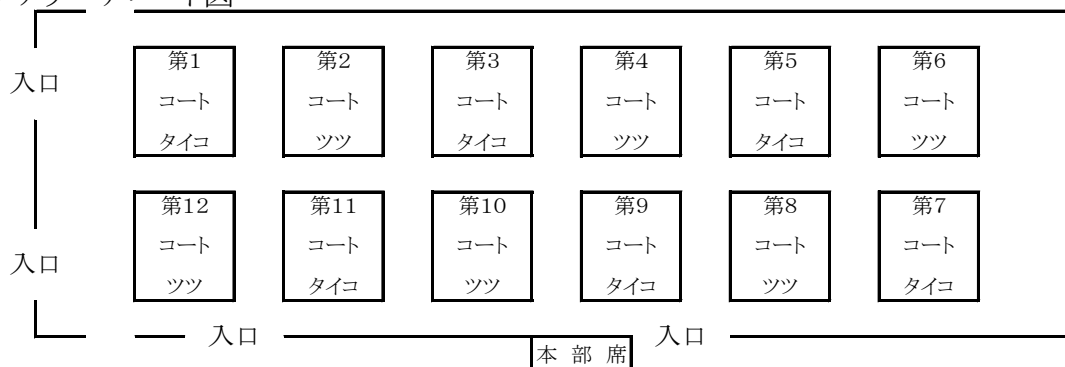 第1 第2 第3 第4 第5 第6
入口
コート コート コート コート コート コート
タイコ ツツ タイコ ツツ タイコ ツツ
第12 第11 第10 第9 第8 第7
コート コート コート コート コート コート
入口
ツツ タイコ ツツ タイコ ツツ タイコ
入口 入口
本部席